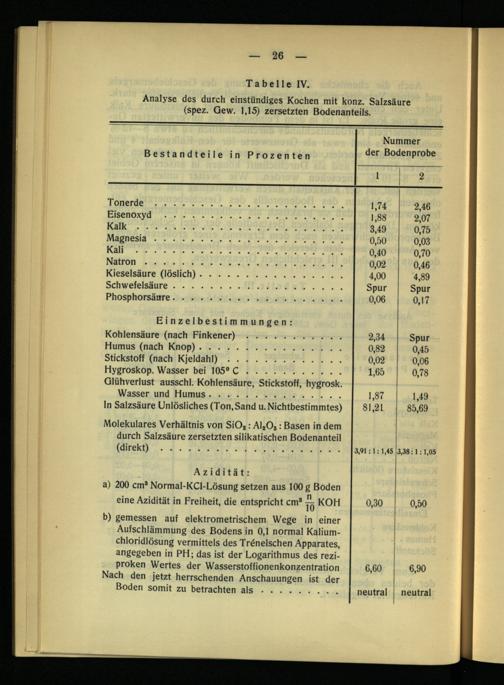 — 26 —
Tabelle IV.
Analyse des durch einstündiges Kochen mit konz. Salzsäure
(spez. Gew. 1,15) zersetzten Bodenanteils.
Bestandteile in Prozenten
Nummer
der Bodenprobe
1 2
Tonerde . . . . . . . . . . . . . . . . . . 1,74 2,46
Eisenoxyd . . . . . . . . . . . . . . . . . 1,88 2,07
Kalk . . . . . . . . . . . . . . . . . . . 3,49 0,75
Magnesia . . . . . . . . . . . . . . . . . 0,50 0,03
Kali . . . . . . . . . . . . . . . . . . . 0,40 0,70
Natron . . . . . . . . . . . . . . . . . . 0,02 0,46
Kieselsäure (löslich) . . . . . . . . . . . . 4,00 4,89
Schwefelsäure . . . . . . . . . . . . . . . Spur Spur
Phosphorsäure . . . . . . . . . . . . . . . 0,06 0,17
Einzelbestimmungen:
Kohlensäure (nach Finkener) . . . . . . . . . 2,34 Spur
Humus (nach Knop) . . . . . . . . . . . . . 0,82 0,45
Stickstoff (nach Kjeldahl) . . . . . . . . . . 0,02 0,06
Hygroskop. Wasser bei 105° C . . . . . . . . 1,65 0,78
Glühverlust ausschl. Kohlensäure, Stickstoff, hygrosk.
Wasser und Humus . . . . . . . . . . . . . 1,87 1,49
In Salzsäure Unlösliches (Ton, Sand u. Nichtbestimmtes) 81,21 85,69
Molekulares Verhältnis von SiO₂ : Al₂O₃ : Basen in dem
durch Salzsäure zersetzten silikatischen Bodenanteil
(direkt) . . . . . . . . . . . . . . . . . 3,91 : 1 : 1,45 3,38 : 1 : 1,05
Azidität:
a) 200 cm³ Normal-KCl-Lösung setzen aus 100 g Boden
eine Azidität in Freiheit, die entspricht cm³ n/10 KOH 0,30 0,50
b) gemessen auf elektrometrischem Wege in einer
Aufschlämmung des Bodens in 0,1 normal Kalium-
chloridlösung vermittels des Trénelschen Apparates,
angegeben in PH; das ist der Logarithmus des rezi-
proken Wertes der Wasserstoffionenkonzentration 6,60 6,90
Nach den jetzt herrschenden Anschauungen ist der
Boden somit zu betrachten als . . . . . . . . . neutral neutral